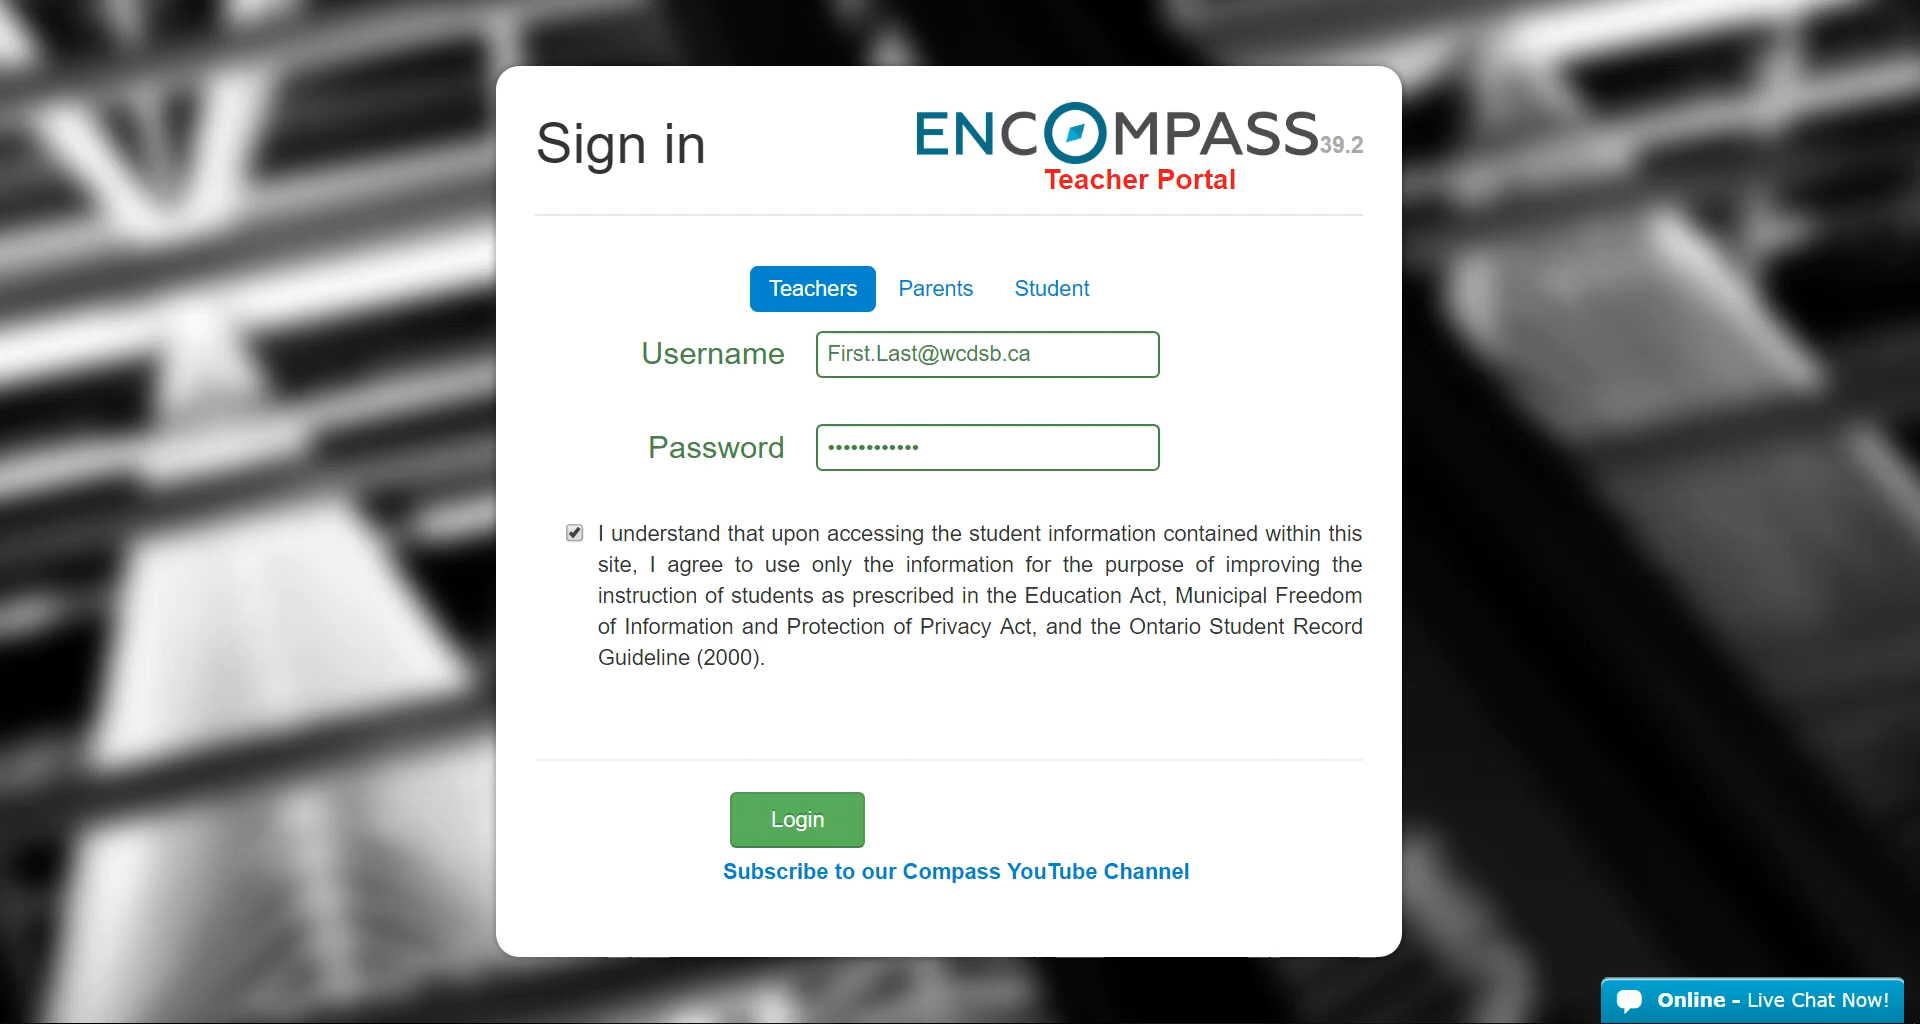 Sign in
ENCOMPASS 39.2
Teacher Portal
Teachers Parents Student
Username First.Last@wcdsb.ca
Password ••••••••••••
I understand that upon accessing the student information contained within this
site, I agree to use only the information for the purpose of improving the
instruction of students as prescribed in the Education Act, Municipal Freedom
of Information and Protection of Privacy Act, and the Ontario Student Record
Guideline (2000).
Login
Subscribe to our Compass YouTube Channel
Online - Live Chat Now!